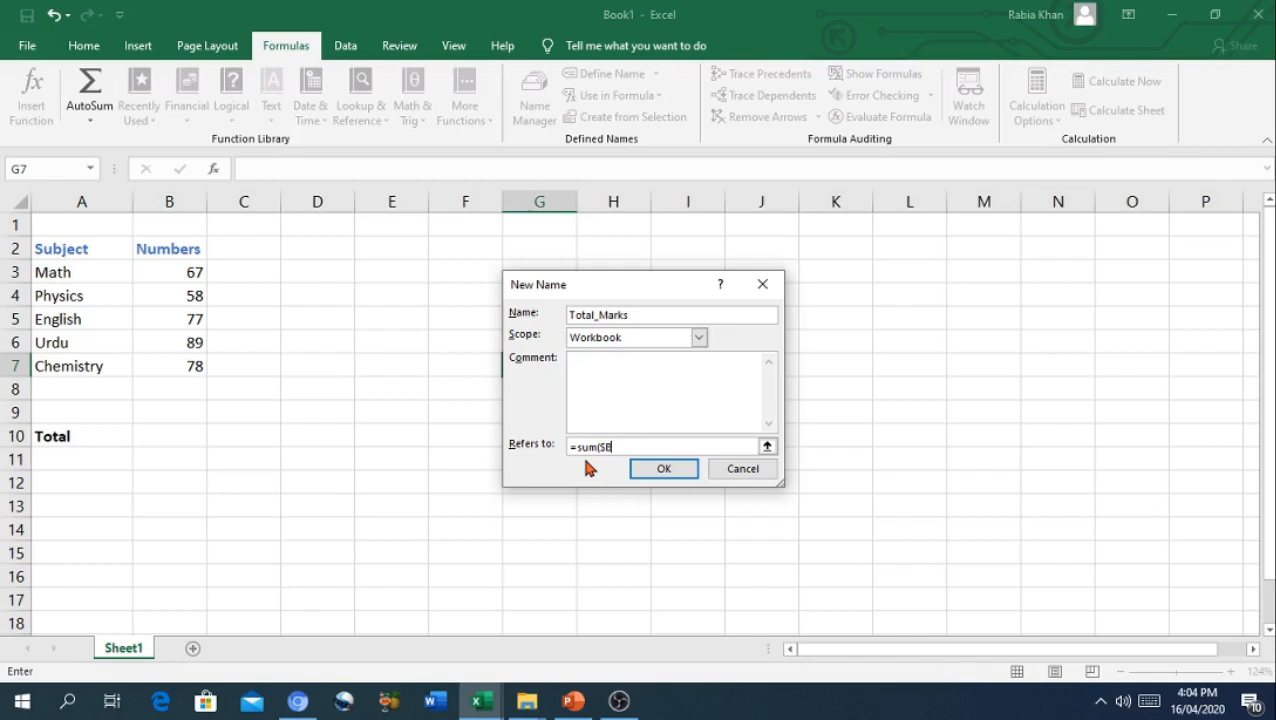 Book1 - Excel
Rabia Khan
File Home Insert Page Layout Formulas Data Review View Help Tell me what you want to do Share
fx Insert Function
AutoSum
Recently Used
Financial
Logical
Text
Date & Time
Lookup & Reference
Math & Trig
More Functions
Function Library
Name Manager
Define Name
Use in Formula
Create from Selection
Defined Names
Trace Precedents
Trace Dependents
Remove Arrows
Show Formulas
Error Checking
Evaluate Formula
Formula Auditing
Watch Window
Calculation Options
Calculate Now
Calculate Sheet
Calculation
G7 fx
A B C D E F G H I J K L M N O P
1
2 Subject Numbers
3 Math 67
4 Physics 58
5 English 77
6 Urdu 89
7 Chemistry 78
8
9
10 Total
11
12
13
14
15
16
17
18
New Name ?
Name: Total_Marks
Scope: Workbook
Comment:
Refers to: =sum($B
OK Cancel
Sheet1
Enter
124%
4:04 PM
16/04/2020
10